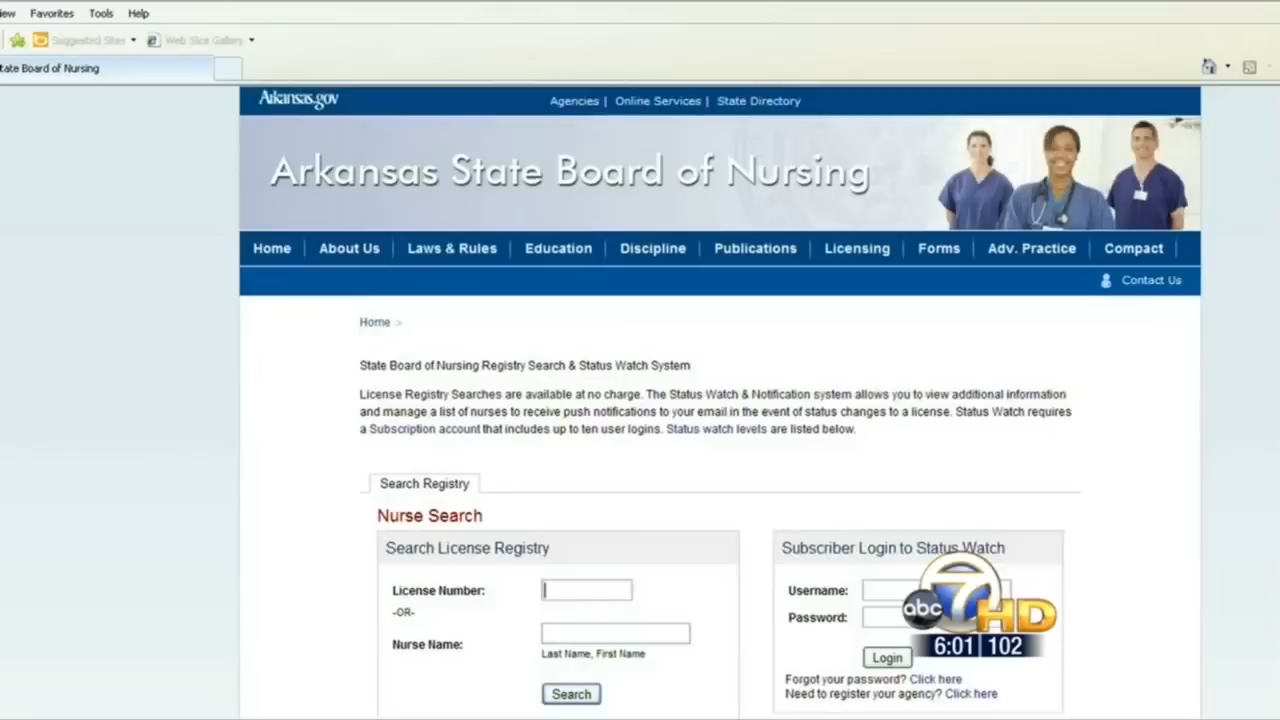 iew Favorites Tools Help
Suggested Sites Web Slice Gallery
tate Board of Nursing
Arkansas.gov
Agencies | Online Services | State Directory
Arkansas State Board of Nursing
Home About Us Laws & Rules Education Discipline Publications Licensing Forms Adv. Practice Compact
Contact Us
Home >
State Board of Nursing Registry Search & Status Watch System
License Registry Searches are available at no charge. The Status Watch & Notification system allows you to view additional information
and manage a list of nurses to receive push notifications to your email in the event of status changes to a license. Status Watch requires
a Subscription account that includes up to ten user logins. Status watch levels are listed below.
Search Registry
Nurse Search
Search License Registry
License Number:
-OR-
Nurse Name:
Last Name, First Name
Search
Subscriber Login to Status Watch
Username:
Password:
Login
Forgot your password? Click here
Need to register your agency? Click here
abc 7 HD
6:01 102